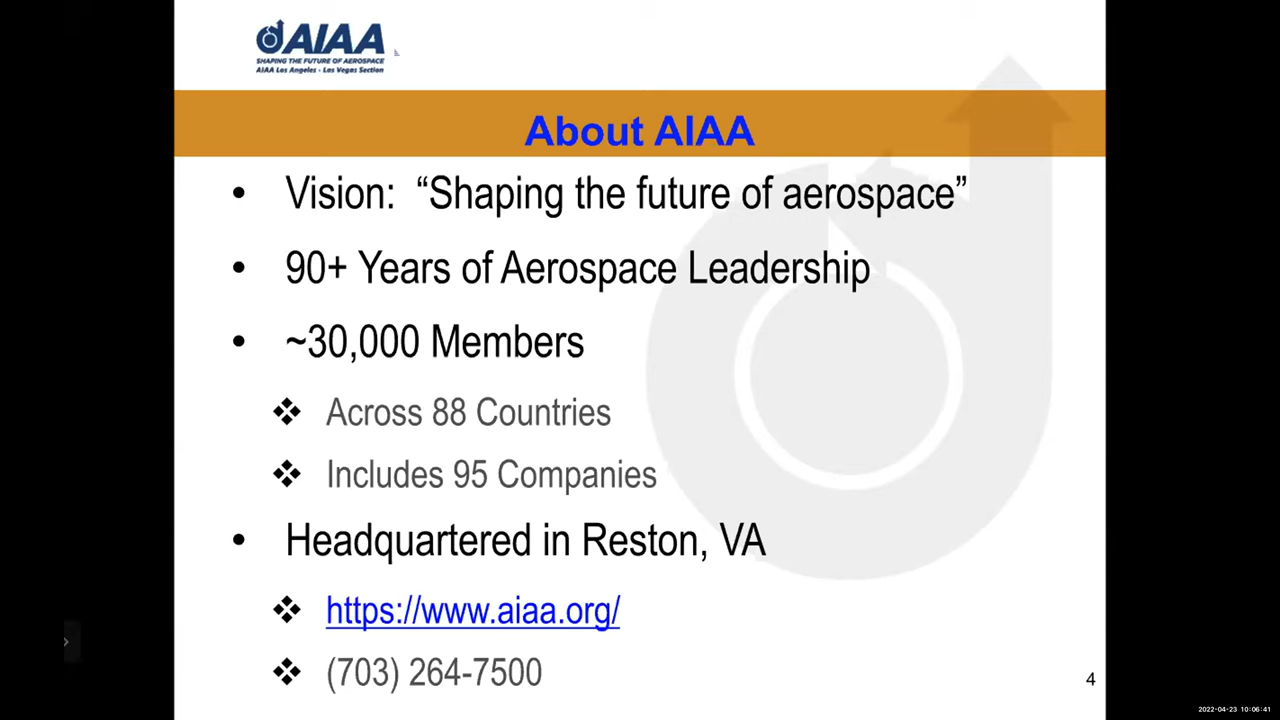 AIAA
SHAPING THE FUTURE OF AEROSPACE
AIAA Los Angeles - Las Vegas Section
About AIAA
• Vision: “Shaping the future of aerospace”
• 90+ Years of Aerospace Leadership
• ~30,000 Members
❖ Across 88 Countries
❖ Includes 95 Companies
• Headquartered in Reston, VA
❖ https://www.aiaa.org/
❖ (703) 264-7500
4
2022-04-23 10:06:41